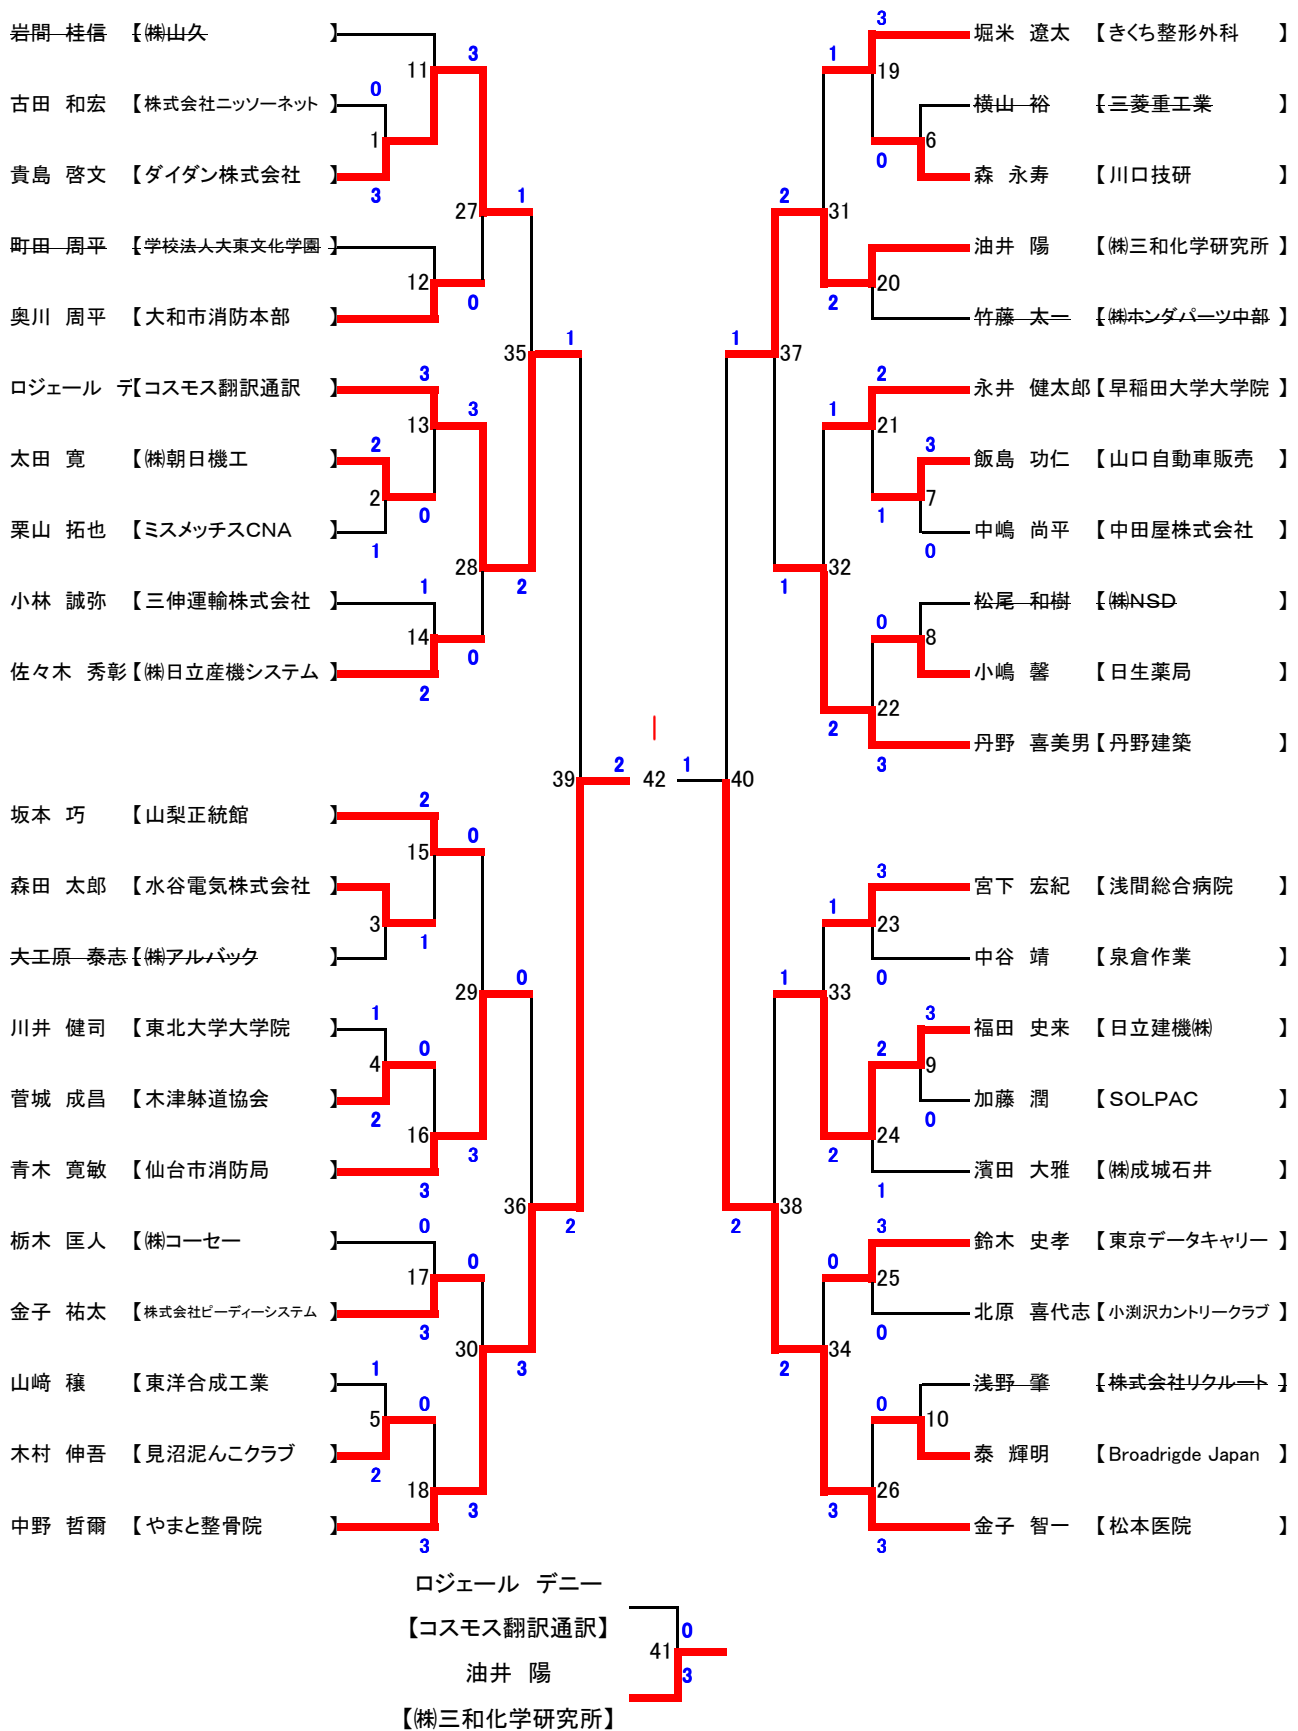 岩間 桂信 【㈱山久 】
11
3
0
古田 和宏 【株式会社ニッソーネット 】
1
貴島 啓文 【ダイダン株式会社 】
3
27
1
町田 周平 【学校法人大東文化学園 】
12
0
奥川 周平 【大和市消防本部 】
35
1
ロジェール デ【コスモス翻訳通訳 】
3
13
3
太田 寛 【㈱朝日機工 】
2
2
0
栗山 拓也 【ミスメッチスCNA 】
1
28
2
小林 誠弥 【三伸運輸株式会社 】
1
14
0
佐々木 秀彰【㈱日立産機システム 】
2
39
2
42
1
40
坂本 巧 【山梨正統館 】
2
15
0
森田 太郎 【水谷電気株式会社 】
3
1
大工原 泰志【㈱アルバック 】
29
0
川井 健司 【東北大学大学院 】
1
4
0
菅城 成昌 【木津躰道協会 】
2
16
3
青木 寛敏 【仙台市消防局 】
3
36
2
栃木 匡人 【㈱コーセー 】
0
17
0
金子 祐太 【株式会社ピーディーシステム 】
3
30
3
山﨑 穣 【東洋合成工業 】
1
5
0
木村 伸吾 【見沼泥んこクラブ 】
2
18
3
中野 哲爾 【やまと整骨院 】
3
3
堀米 遼太 【きくち整形外科 】
1
19
横山 裕 【三菱重工業 】
6
0
森 永寿 【川口技研 】
2
31
油井 陽 【㈱三和化学研究所 】
20
2
竹藤 太一 【㈱ホンダパーツ中部 】
1
37
2
永井 健太郎【早稲田大学大学院 】
1
21
3
飯島 功仁 【山口自動車販売 】
7
1
中嶋 尚平 【中田屋株式会社 】
0
32
1
松尾 和樹 【㈱NSD 】
0
8
小嶋 馨 【日生薬局 】
22
2
丹野 喜美男【丹野建築 】
3
3
宮下 宏紀 【浅間総合病院 】
1
23
中谷 靖 【泉倉作業 】
0
1
33
3
福田 史来 【日立建機㈱ 】
2
9
加藤 潤 【SOLPAC 】
0
24
2
濱田 大雅 【㈱成城石井 】
1
38
2
3
鈴木 史孝 【東京データキャリー 】
0
25
北原 喜代志【小渕沢カントリークラブ 】
0
34
2
浅野 肇 【株式会社リクルート 】
0
10
泰 輝明 【Broadrigde Japan 】
26
3
金子 智一 【松本医院 】
3
ロジェール デニー
【コスモス翻訳通訳】
0
41
油井 陽
3
【㈱三和化学研究所】